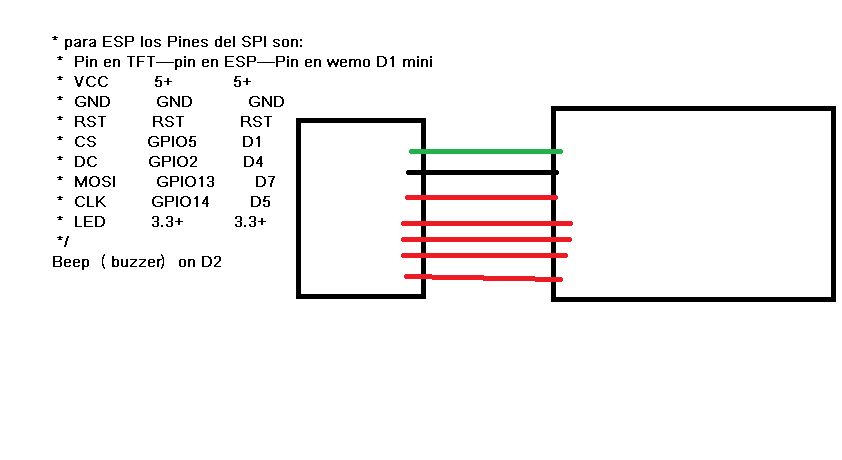 * para ESP los Pines del SPI son:
* Pin en TFT—pin en ESP—Pin en wemo D1 mini
* VCC 5+ 5+
* GND GND GND
* RST RST RST
* CS GPIO5 D1
* DC GPIO2 D4
* MOSI GPIO13 D7
* CLK GPIO14 D5
* LED 3.3+ 3.3+
*/
Beep ( buzzer) on D2